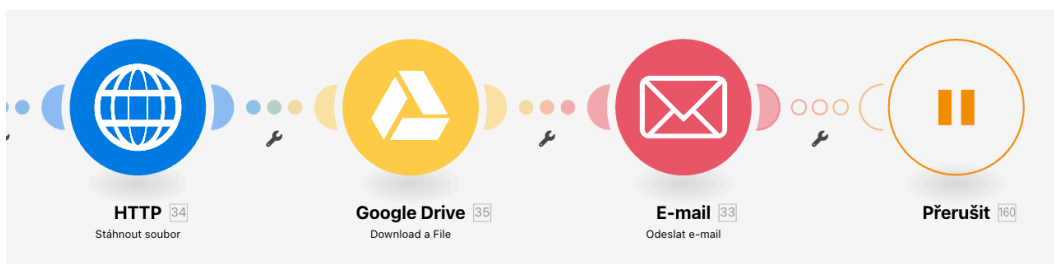 HTTP 34
Stáhnout soubor
Google Drive 35
Download a File
E-mail 33
Odeslat e-mail
Přerušit 160